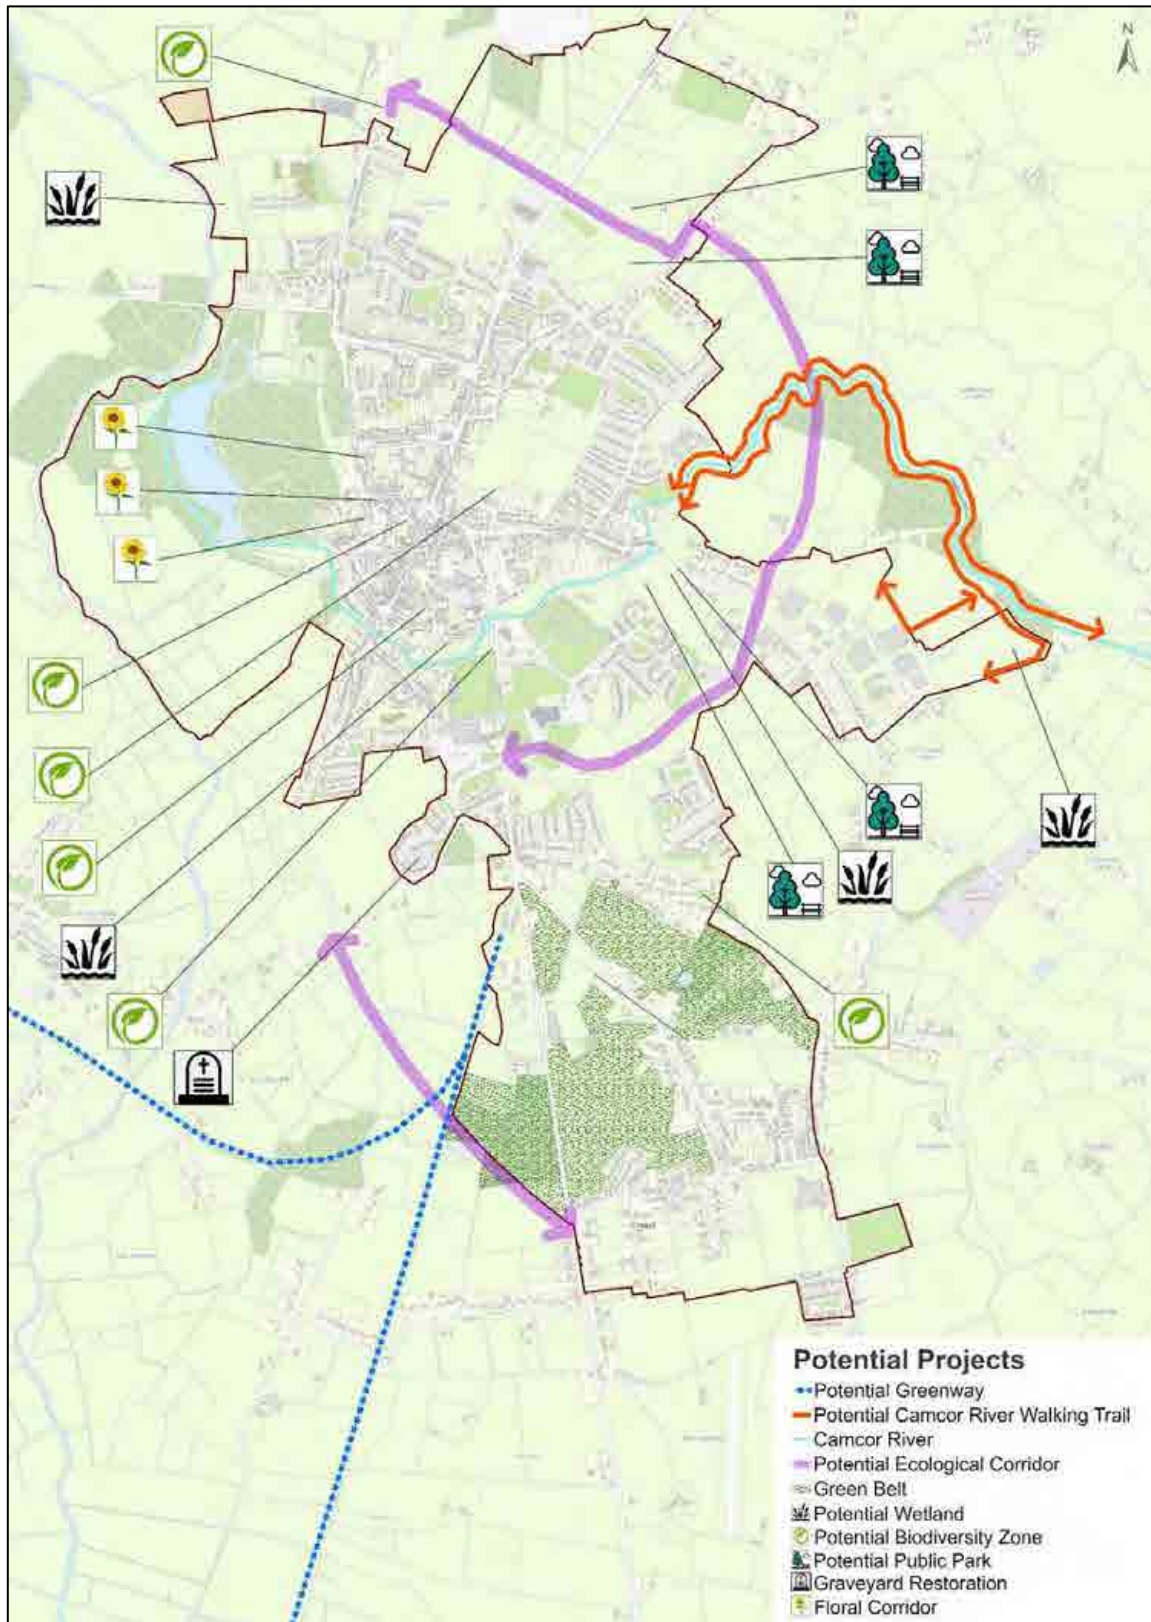 N
Potential Projects
Potential Greenway
Potential Camcor River Walking Trail
Camcor River
Potential Ecological Corridor
Green Belt
Potential Wetland
Potential Biodiversity Zone
Potential Public Park
Graveyard Restoration
Floral Corridor